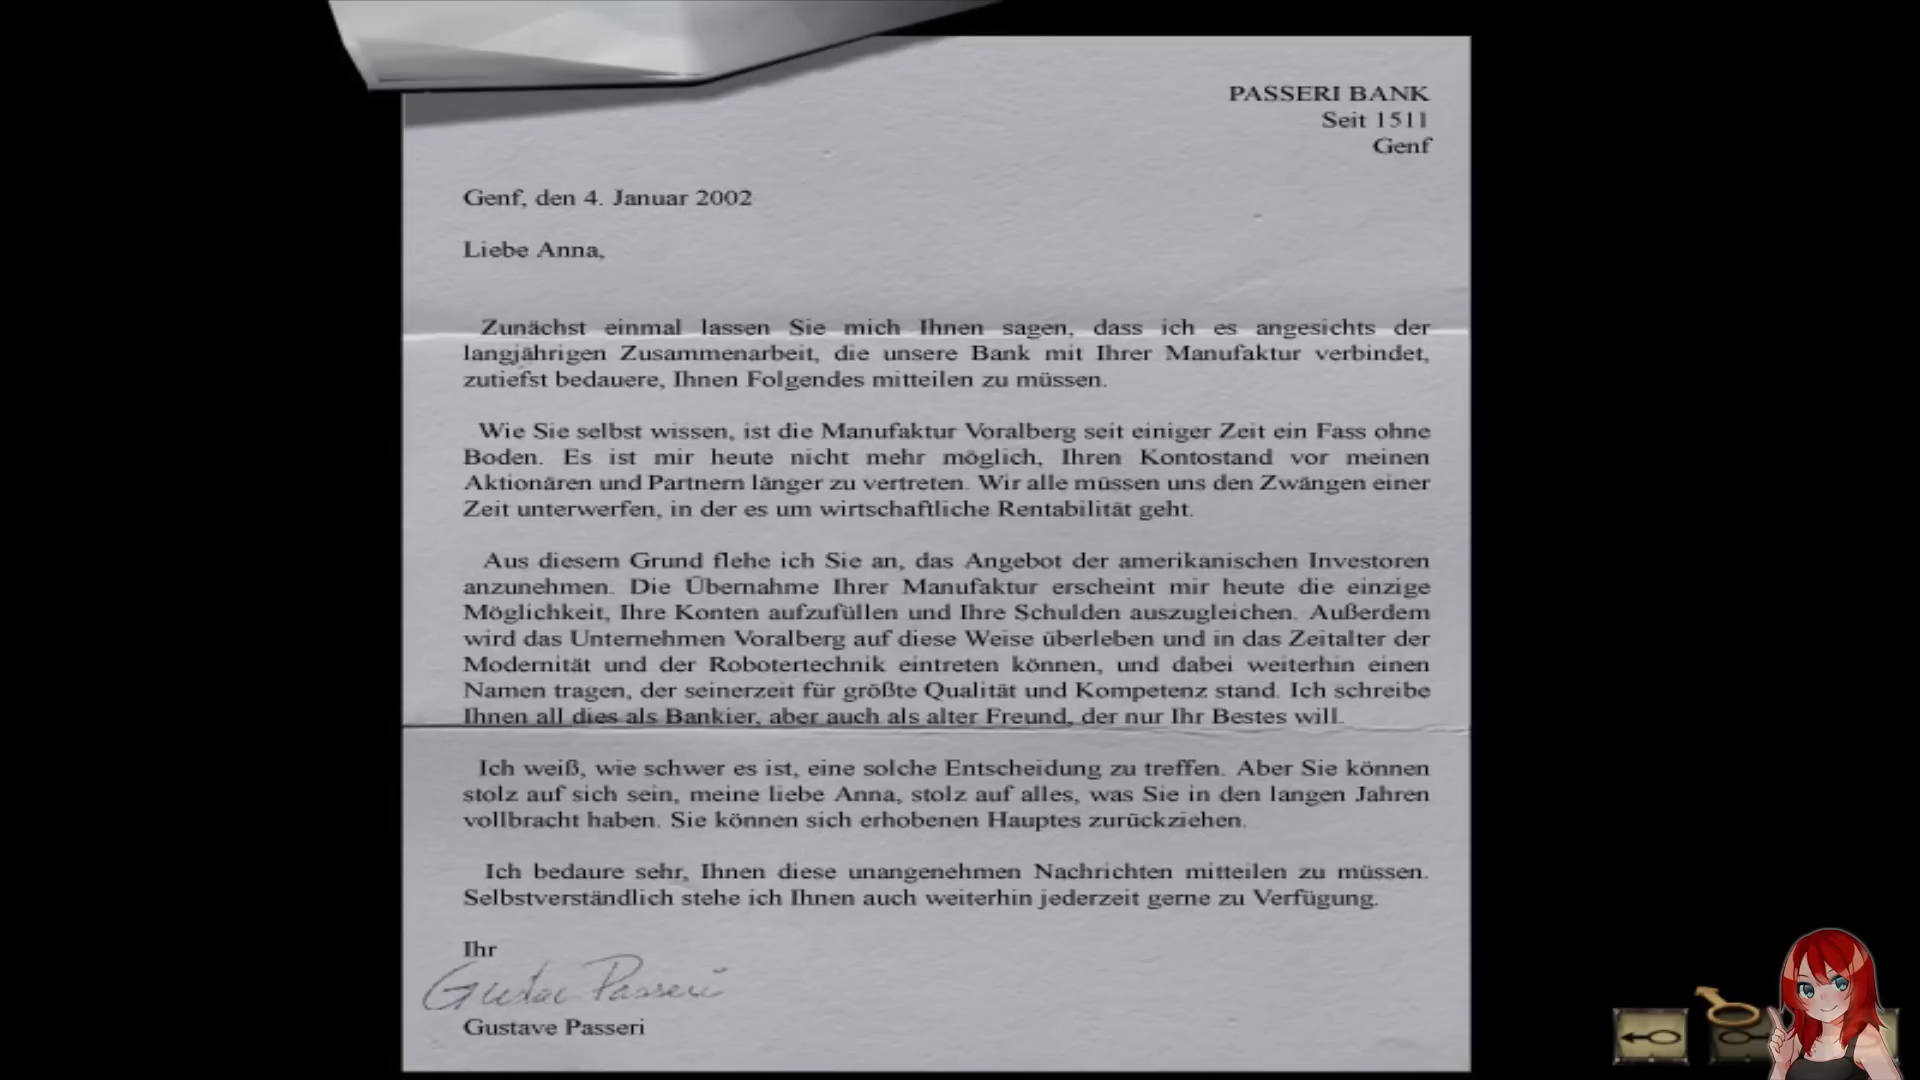 PASSERI BANK
Seit 1511
Genf
Genf, den 4. Januar 2002
Liebe Anna,
Zunächst einmal lassen Sie mich Ihnen sagen, dass ich es angesichts der
langjährigen Zusammenarbeit, die unsere Bank mit Ihrer Manufaktur verbindet,
zutiefst bedauere, Ihnen Folgendes mitteilen zu müssen.
Wie Sie selbst wissen, ist die Manufaktur Voralberg seit einiger Zeit ein Fass ohne
Boden. Es ist mir heute nicht mehr möglich, Ihren Kontostand vor meinen
Aktionären und Partnern länger zu vertreten. Wir alle müssen uns den Zwängen einer
Zeit unterwerfen, in der es um wirtschaftliche Rentabilität geht.
Aus diesem Grund flehe ich Sie an, das Angebot der amerikanischen Investoren
anzunehmen. Die Übernahme Ihrer Manufaktur erscheint mir heute die einzige
Möglichkeit, Ihre Konten aufzufüllen und Ihre Schulden auszugleichen. Außerdem
wird das Unternehmen Voralberg auf diese Weise überleben und in das Zeitalter der
Modernität und der Robotertechnik eintreten können, und dabei weiterhin einen
Namen tragen, der seinerzeit für größte Qualität und Kompetenz stand. Ich schreibe
Ihnen all dies als Bankier, aber auch als alter Freund, der nur Ihr Bestes will.
Ich weiß, wie schwer es ist, eine solche Entscheidung zu treffen. Aber Sie können
stolz auf sich sein, meine liebe Anna, stolz auf alles, was Sie in den langen Jahren
vollbracht haben. Sie können sich erhobenen Hauptes zurückziehen.
Ich bedaure sehr, Ihnen diese unangenehmen Nachrichten mitteilen zu müssen.
Selbstverständlich stehe ich Ihnen auch weiterhin jederzeit gerne zu Verfügung.
Ihr
Gustave Passeri
Gustave Passeri